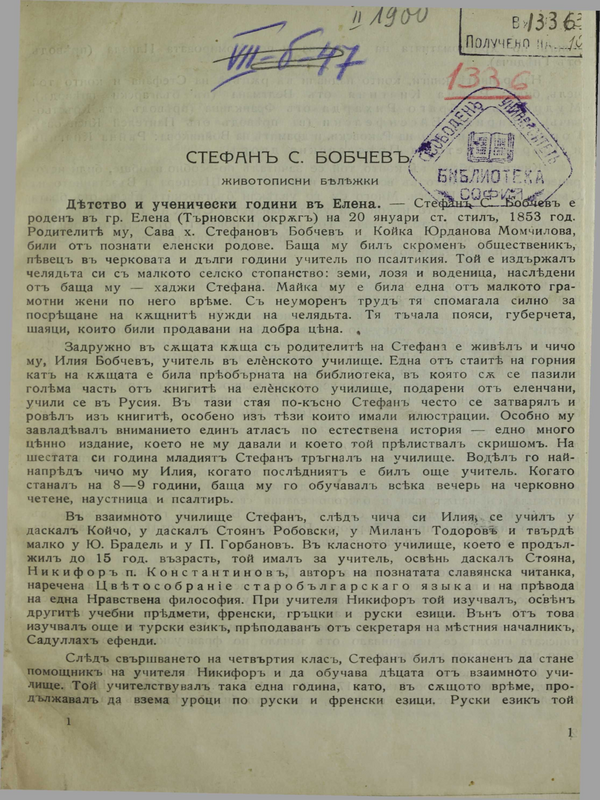 II 1900
VII-б-47
1336
Получено на
1336
СВОБОДЕНЪ УНИВЕРСИТЕТЪ
БИБЛИОТЕКА
СОФИЯ
СТЕФАНЪ С. БОБЧЕВЪ
ЖИВОТОПИСНИ БѢЛѢЖКИ
Дѣтство и ученически години въ Елена. — Стефанъ С. Бобчевъ е
роденъ въ гр. Елена (Търновски окрѫгъ) на 20 януари ст. стилъ, 1853 год.
Родителитѣ му, Сава х. Стефановъ Бобчевъ и Койка Юрданова Момчилова,
били отъ познати еленски родове. Баща му билъ скроменъ общественикъ,
пѣвецъ въ черковата и дълги години учитель по псалтикия. Той е издържалъ
челядьта си съ малкото селско стопанство: земи, лозя и воденица, наслѣдени
отъ баща му — хаджи Стефана. Майка му е била една отъ малкото гра-
мотни жени по него врѣме. Съ неуморенъ трудъ тя спомагала силно за
посрѣщане на кѫщнитѣ нужди на челядьта. Тя тъчала пояси, губерчета,
шаяци, които били продавани на добра цѣна.
Задружно въ сѫщата кѫща съ родителитѣ на Стефана е живѣлъ и чичо
му, Илия Бобчевъ, учитель въ елѐнското училище. Една отъ стаитѣ на горния
катъ на кѫщата е била прѣобърната на библиотека, въ която сѫ се пазили
голѣма часть отъ книгитѣ на елѐнското училище, подарени отъ еленчани,
учили се въ Русия. Въ тази стая по-късно Стефанъ често се затварялъ и
ровѣлъ изъ книгитѣ, особено изъ тѣзи които имали илюстрации. Особно му
завладѣвалъ вниманието единъ атласъ по естествена история — едно много
цѣнно издание, което не му давали и което той прѣлиствалъ скришомъ. На
шестата си година младиятъ Стефанъ тръгналъ на училище. Водѣлъ го най-
напрѣдъ чичо му Илия, когато послѣдниятъ е билъ още учитель. Когато
станалъ на 8—9 години, баща му го обучавалъ всѣка вечерь на черковно
четене, наустница и псалтирь.
Въ взаимното училище Стефанъ, слѣдъ чича си Илия, се училъ у
даскалъ Койчо, у даскалъ Стоянъ Робовски, у Миланъ Тодоровъ и твърдѣ
малко у Ю. Брадель и у П. Горбановъ. Въ класното училище, което е продъл-
жилъ до 15 год. възрасть, той ималъ за учитель, освѣнь даскалъ Стояна,
Никифоръ п. Константиновъ, авторъ на познатата славянска читанка,
наречена Цвѣтособрание старобългарскаго языка и на прѣвода
на една Нравствена философия. При учителя Никифоръ той изучвалъ, освѣнъ
другитѣ учебни прѣдмети, френски, гръцки и руски езици. Вънъ отъ това
изучвалъ още и турски езикъ, прѣподаванъ отъ секретаря на мѣстния началникъ,
Садуллахъ ефенди.
Слѣдъ свършването на четвъртия класъ, Стефанъ билъ поканенъ да стане
помощникъ на учителя Никифоръ и да обучава дѣцата отъ взаимното учи-
лище. Той учителствувалъ така една година, като, въ сѫщото врѣме, про-
дължавалъ да взема уроци по руски и френски езици. Руски езикъ той
1
1